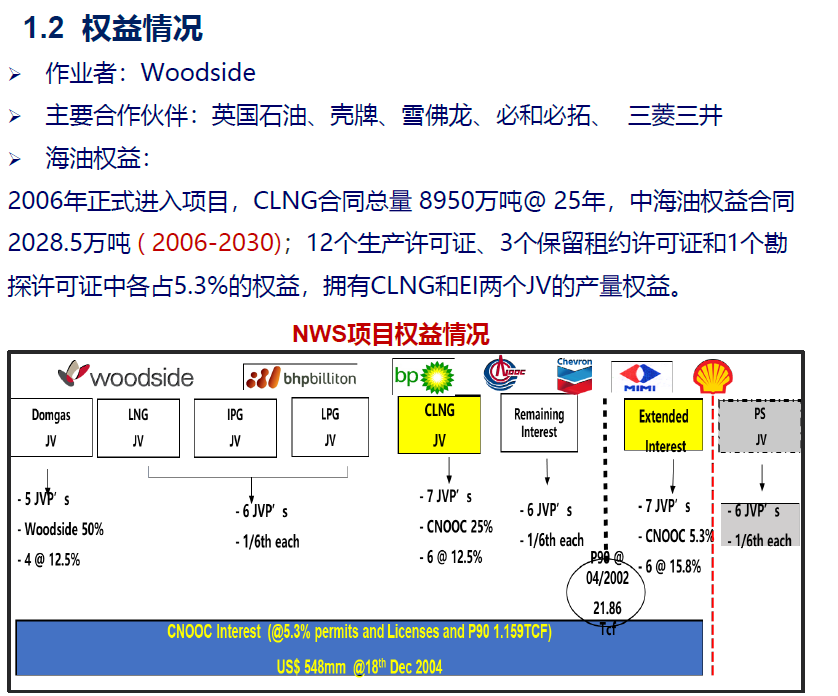 1.2 权益情况
➢ 作业者：Woodside
➢ 主要合作伙伴：英国石油、壳牌、雪佛龙、必和必拓、 三菱三井
➢ 海油权益：
2006年正式进入项目，CLNG合同总量 8950万吨@ 25年，中海油权益合同
2028.5万吨 ( 2006-2030)；12个生产许可证、3个保留租约许可证和1个勘
探许可证中各占5.3%的权益，拥有CLNG和EI两个JV的产量权益。
NWS项目权益情况
woodside
bhpbilliton
bp
CNOOC
Chevron
MIMI
Domgas
JV
LNG
JV
IPG
JV
LPG
JV
CLNG
JV
Remaining
Interest
Extended
Interest
PS
JV
- 5 JVP's
- Woodside 50%
- 4 @ 12.5%
- 6 JVP's
- 1/6th each
- 7 JVP's
- CNOOC 25%
- 6 @ 12.5%
- 6 JVP's
- 1/6th each
P90 @
04/2002
21.86
Tcf
- 7 JVP's
- CNOOC 5.3%
- 6 @ 15.8%
- 6 JVP's
- 1/6th each
CNOOC Interest (@5.3% permits and Licenses and P90 1.159TCF)
US$ 548mm @18th Dec 2004